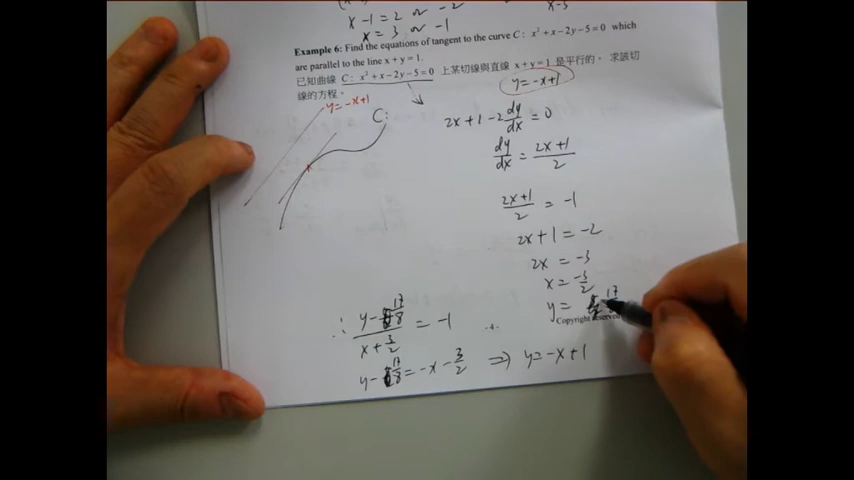 x - 1 = 2 or -2
x = 3 or -1
x-3
Example 6: Find the equations of tangent to the curve C : x² + x − 2y − 5 = 0 which
are parallel to the line x + y = 1.
已知曲線 C : x² + x − 2y − 5 = 0 上某切線與直線 x + y = 1 是平行的。 求該切
線的方程。
y = -x+1
y = -x+1
C:
2x + 1 - 2 dy/dx = 0
dy/dx = (2x+1)/2
(2x+1)/2 = -1
2x + 1 = -2
2x = -3
x = -3/2
y = 17
Copyright reserved
∴ (y - 17/8)/(x + 3/2) = -1
-4-
y - 17/8 = -x - 3/2 ⇒ y = -x + 1